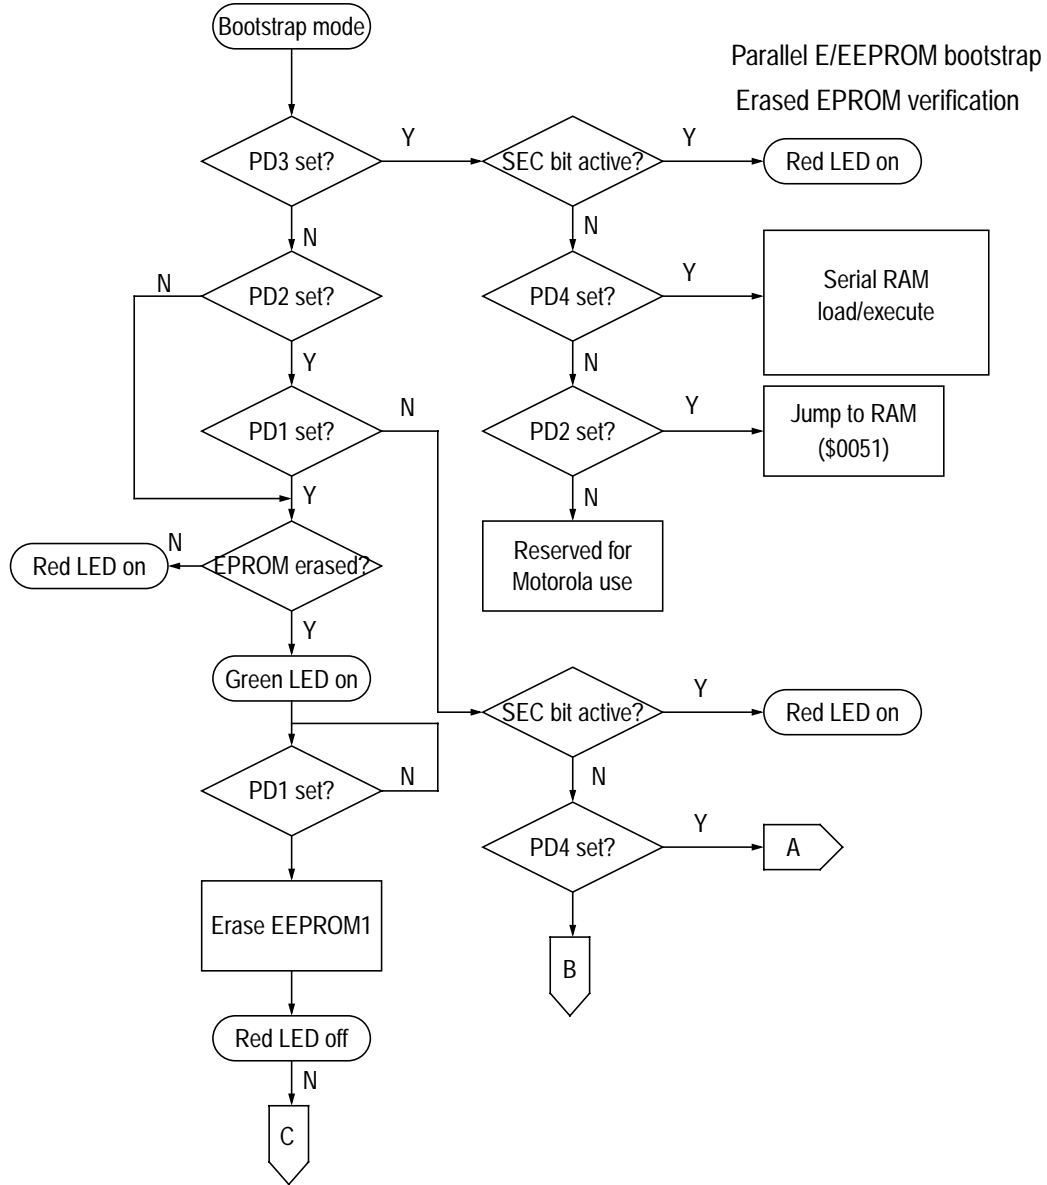 Bootstrap mode
Parallel E/EEPROM bootstrap
Erased EPROM verification
Y
Y
PD3 set?
SEC bit active?
Red LED on
N
N
N
Y
PD2 set?
PD4 set?
Serial RAM
load/execute
Y
N
N
Y
PD1 set?
PD2 set?
Jump to RAM
($0051)
Y
N
N
Red LED on
EPROM erased?
Reserved for
Motorola use
Y
Green LED on
Y
SEC bit active?
Red LED on
N
N
PD1 set?
Y
PD4 set?
A
Erase EEPROM1
B
Red LED off
N
C